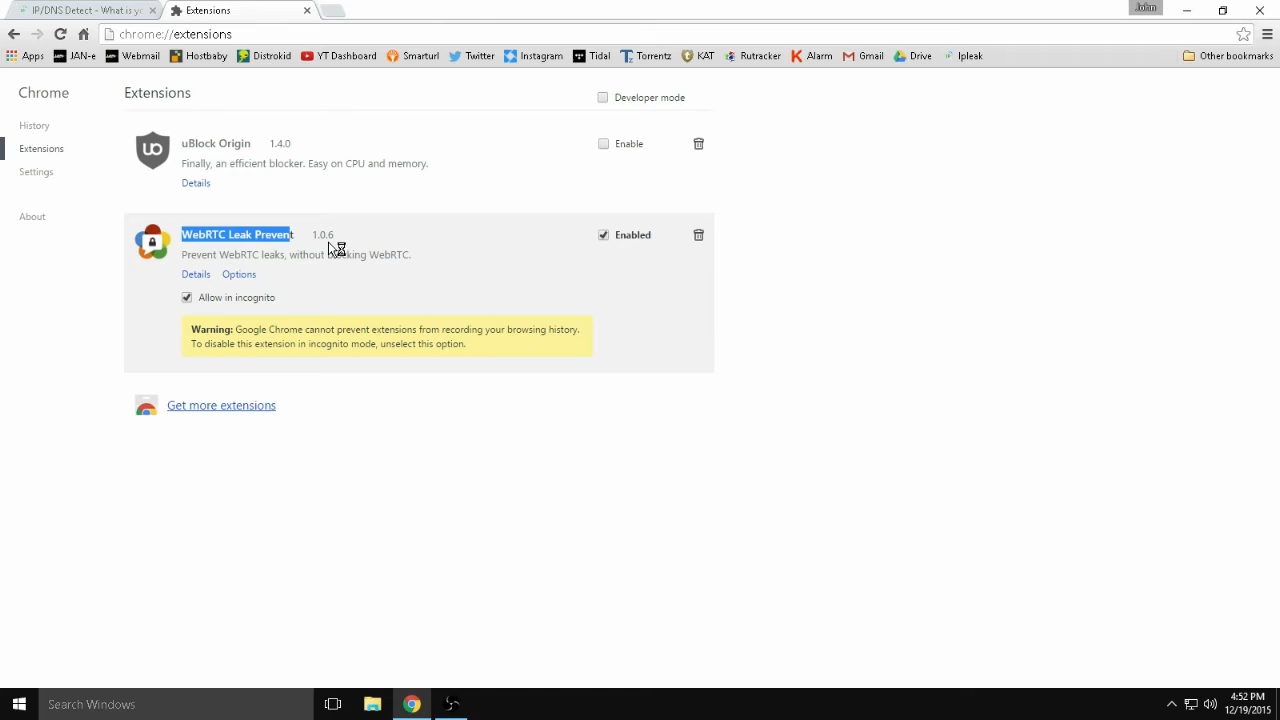 IP/DNS Detect - What is yo
Extensions
John
chrome://extensions
Apps
JAN-e
Webmail
Hostbaby
Distrokid
YT Dashboard
Smarturl
Twitter
Instagram
Tidal
Torrentz
KAT
Rutracker
Alarm
Gmail
Drive
Ipleak
Other bookmarks
Chrome
History
Extensions
Settings
About
Extensions
Developer mode
uBlock Origin 1.4.0
Enable
Finally, an efficient blocker. Easy on CPU and memory.
Details
WebRTC Leak Prevent 1.0.6
Enabled
Prevent WebRTC leaks, without blocking WebRTC.
Details Options
Allow in incognito
Warning: Google Chrome cannot prevent extensions from recording your browsing history.
To disable this extension in incognito mode, unselect this option.
Get more extensions
Search Windows
4:52 PM
12/19/2015